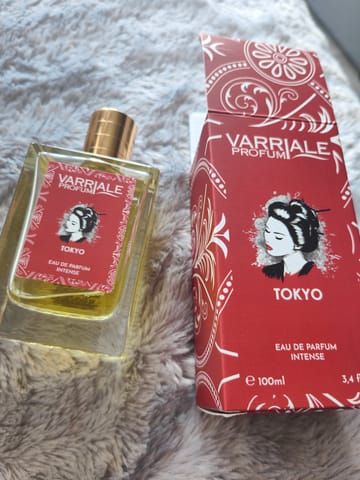 VARRIALE
PROFUMI
TOKYO
EAU DE PARFUM
INTENSE
VARRIALE
PROFUMI
TOKYO
EAU DE PARFUM
INTENSE
e 100ml
3,4